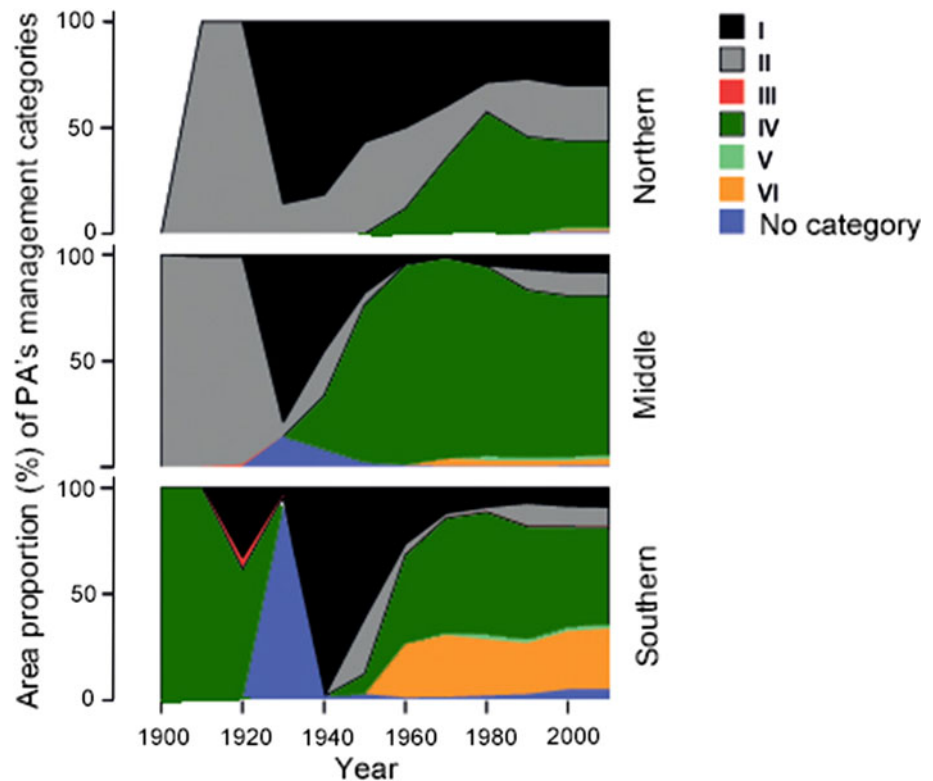 Area proportion (%) of PA's management categories
100
50
0
Northern
100
50
Middle
100
50
0
Southern
1900 1920 1940 1960 1980 2000
Year
I
II
III
IV
V
VI
No category